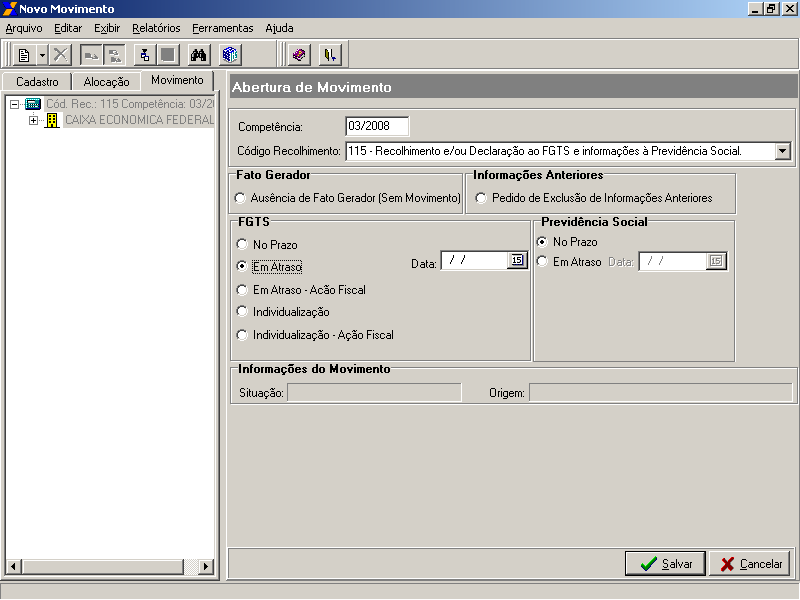 Novo Movimento
Arquivo Editar Exibir Relatórios Ferramentas Ajuda
Cadastro Alocação Movimento
Cód. Rec.: 115 Competência: 03/20
CAIXA ECONOMICA FEDERAL
Abertura de Movimento
Competência: 03/2008
Código Recolhimento: 115 - Recolhimento e/ou Declaração ao FGTS e informações à Previdência Social.
Fato Gerador
Ausência de Fato Gerador (Sem Movimento)
Informações Anteriores
Pedido de Exclusão de Informações Anteriores
FGTS
No Prazo
Em Atraso
Data: / / 15
Em Atraso - Acão Fiscal
Individualização
Individualização - Ação Fiscal
Previdência Social
No Prazo
Em Atraso Data: / / 15
Informações do Movimento
Situação: Origem:
Salvar Cancelar